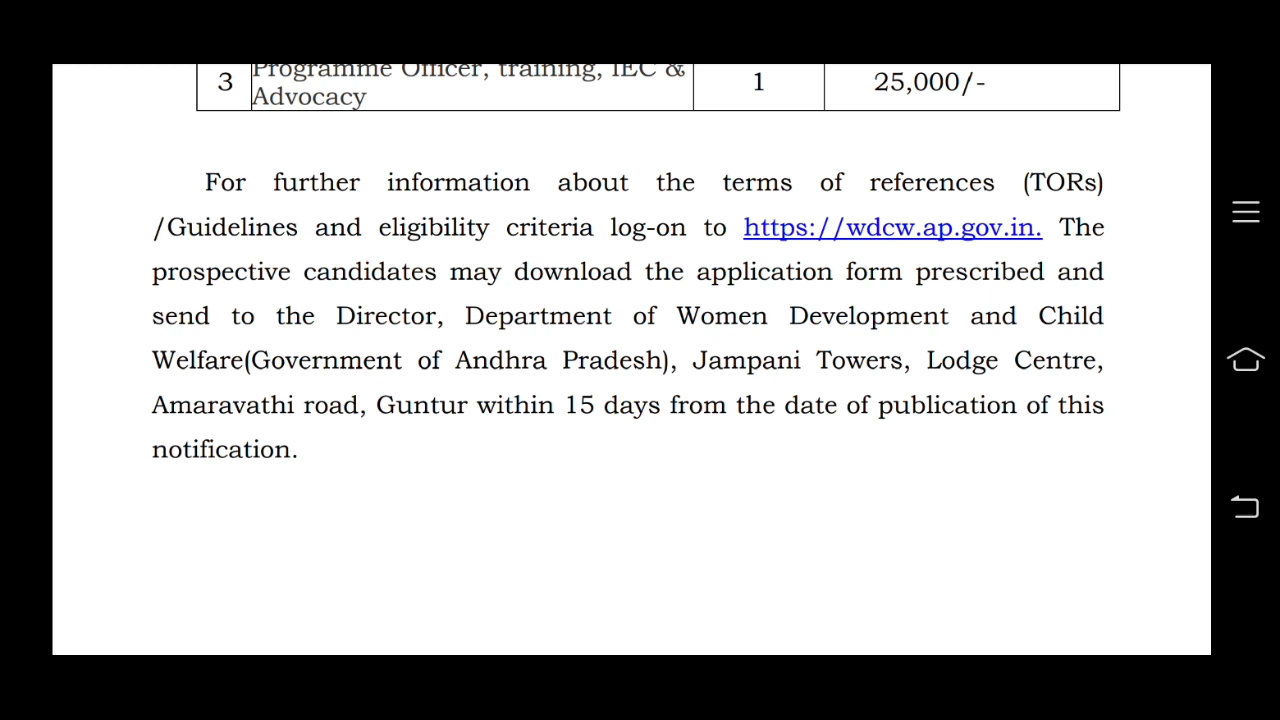 3 Programme Officer, training, IEC & 1 25,000/-
Advocacy
For further information about the terms of references (TORs)
/Guidelines and eligibility criteria log-on to https://wdcw.ap.gov.in. The
prospective candidates may download the application form prescribed and
send to the Director, Department of Women Development and Child
Welfare(Government of Andhra Pradesh), Jampani Towers, Lodge Centre,
Amaravathi road, Guntur within 15 days from the date of publication of this
notification.